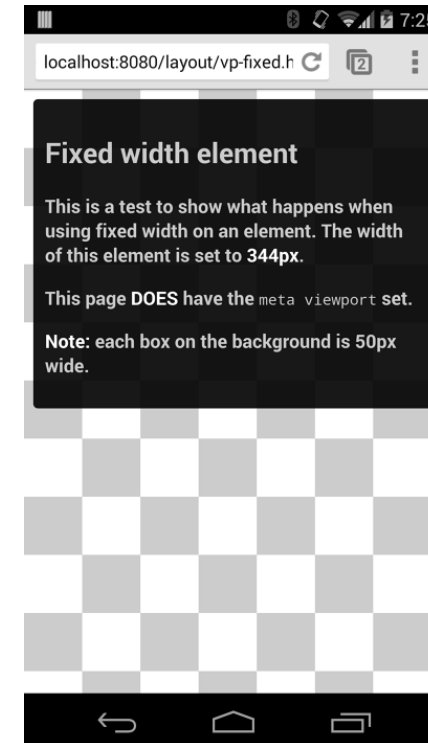 7:25
localhost:8080/layout/vp-fixed.h
2
Fixed width element
This is a test to show what happens when
using fixed width on an element. The width
of this element is set to 344px.
This page DOES have the meta viewport set.
Note: each box on the background is 50px
wide.